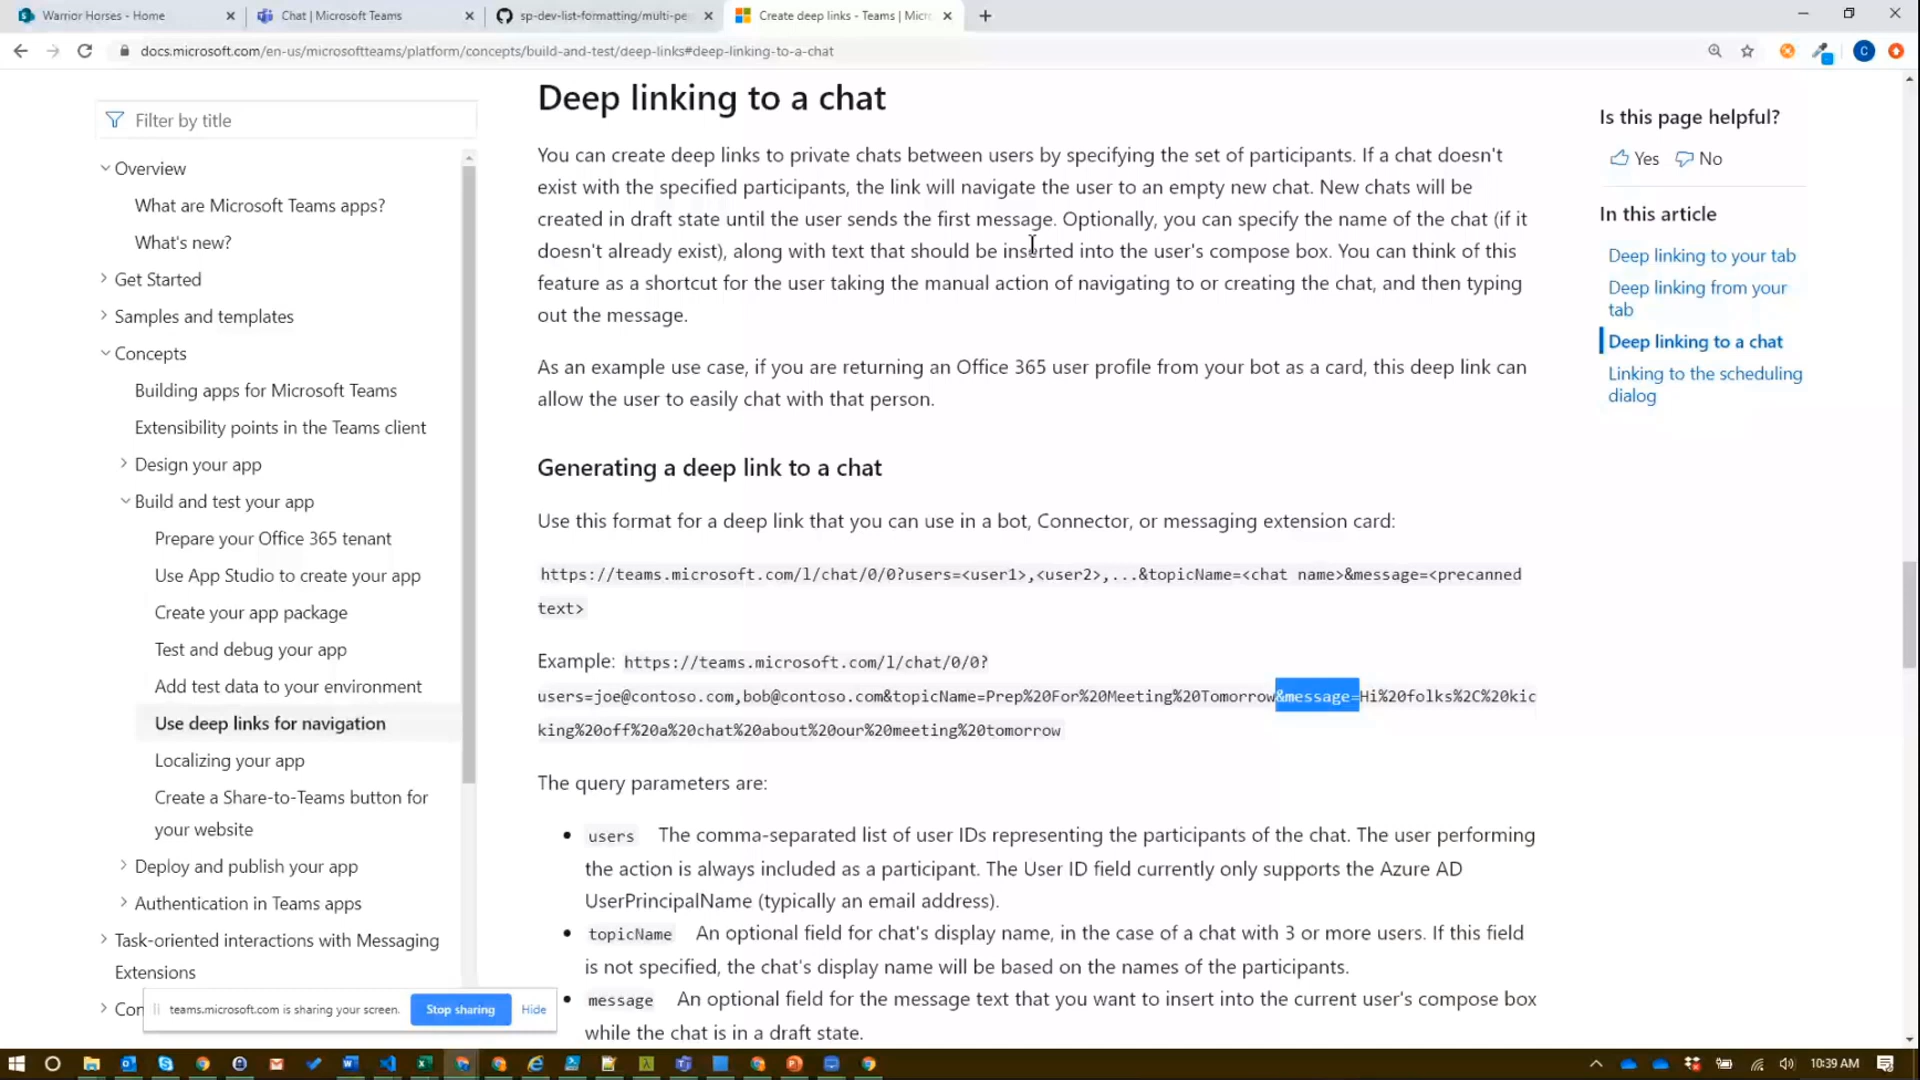 Warrior Horses - Home
Chat | Microsoft Teams
sp-dev-list-formatting/multi-pe
Create deep links - Teams | Micr
docs.microsoft.com/en-us/microsoftteams/platform/concepts/build-and-test/deep-links#deep-linking-to-a-chat
C
Filter by title
Overview
What are Microsoft Teams apps?
What's new?
Get Started
Samples and templates
Concepts
Building apps for Microsoft Teams
Extensibility points in the Teams client
Design your app
Build and test your app
Prepare your Office 365 tenant
Use App Studio to create your app
Create your app package
Test and debug your app
Add test data to your environment
Use deep links for navigation
Localizing your app
Create a Share-to-Teams button for
your website
Deploy and publish your app
Authentication in Teams apps
Task-oriented interactions with Messaging
Extensions
Con
Deep linking to a chat
You can create deep links to private chats between users by specifying the set of participants. If a chat doesn't
exist with the specified participants, the link will navigate the user to an empty new chat. New chats will be
created in draft state until the user sends the first message. Optionally, you can specify the name of the chat (if it
doesn't already exist), along with text that should be inserted into the user's compose box. You can think of this
feature as a shortcut for the user taking the manual action of navigating to or creating the chat, and then typing
out the message.
As an example use case, if you are returning an Office 365 user profile from your bot as a card, this deep link can
allow the user to easily chat with that person.
Generating a deep link to a chat
Use this format for a deep link that you can use in a bot, Connector, or messaging extension card:
https://teams.microsoft.com/l/chat/0/0?users=<user1>,<user2>,...&topicName=<chat name>&message=<precanned
text>
Example: https://teams.microsoft.com/l/chat/0/0?
users=joe@contoso.com,bob@contoso.com&topicName=Prep%20For%20Meeting%20Tomorrow&message=Hi%20folks%2C%20kic
king%20off%20a%20chat%20about%20our%20meeting%20tomorrow
The query parameters are:
users The comma-separated list of user IDs representing the participants of the chat. The user performing
the action is always included as a participant. The User ID field currently only supports the Azure AD
UserPrincipalName (typically an email address).
topicName An optional field for chat's display name, in the case of a chat with 3 or more users. If this field
is not specified, the chat's display name will be based on the names of the participants.
message An optional field for the message text that you want to insert into the current user's compose box
while the chat is in a draft state.
Is this page helpful?
Yes No
In this article
Deep linking to your tab
Deep linking from your
tab
Deep linking to a chat
Linking to the scheduling
dialog
teams.microsoft.com is sharing your screen. Stop sharing Hide
10:39 AM